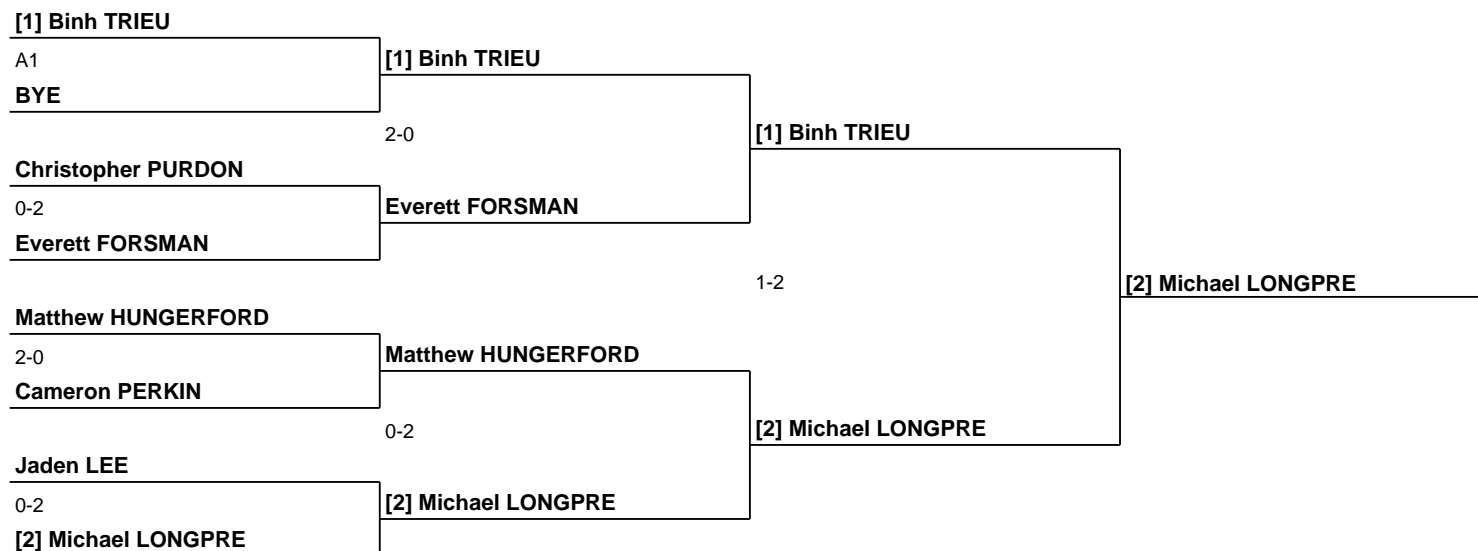 [1] Binh TRIEU
A1
[1] Binh TRIEU
BYE
2-0
[1] Binh TRIEU
Christopher PURDON
0-2
Everett FORSMAN
Everett FORSMAN
1-2
[2] Michael LONGPRE
Matthew HUNGERFORD
2-0
Matthew HUNGERFORD
Cameron PERKIN
0-2
[2] Michael LONGPRE
Jaden LEE
0-2
[2] Michael LONGPRE
[2] Michael LONGPRE